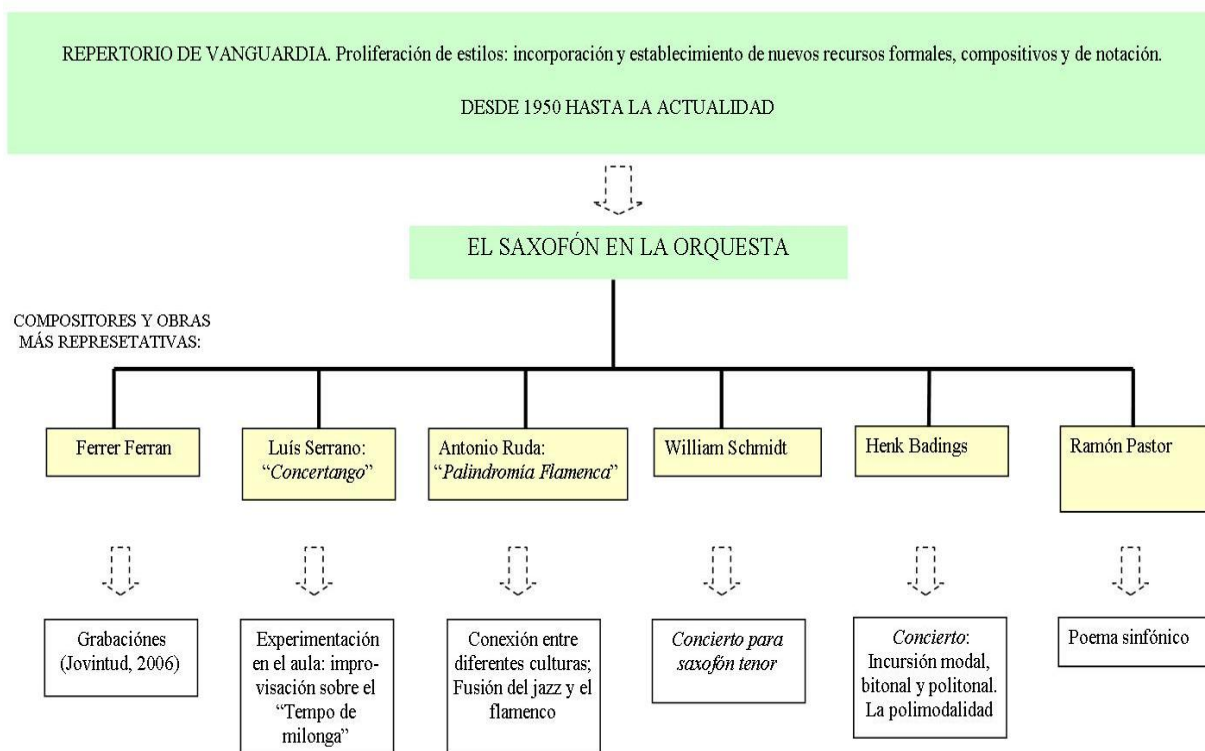 REPERTORIO DE VANGUARDIA. Proliferación de estilos: incorporación y establecimiento de nuevos recursos formales, compositivos y de notación.
DESDE 1950 HASTA LA ACTUALIDAD
EL SAXOFÓN EN LA ORQUESTA
COMPOSITORES Y OBRAS
MÁS REPRESETATIVAS:
Ferrer Ferran
Luís Serrano:
“Concertango”
Antonio Ruda:
“Palindromía Flamenca”
William Schmidt
Henk Badings
Ramón Pastor
Grabaciónes
(Jovintud, 2006)
Experimentación
en el aula: impro-
visación sobre el
“Tempo de
milonga”
Conexión entre
diferentes culturas;
Fusión del jazz y el
flamenco
Concierto para
saxofón tenor
Concierto:
Incursión modal,
bitonal y politonal.
La polimodalidad
Poema sinfónico